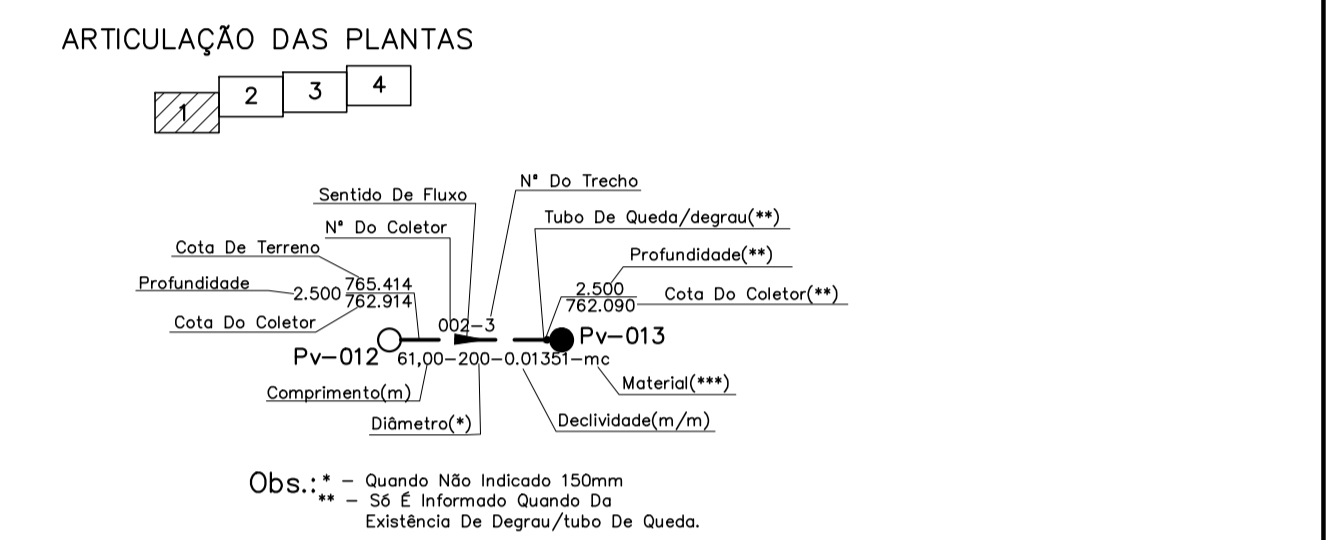 ARTICULAÇÃO DAS PLANTAS
1
2
3
4
Nº Do Trecho
Sentido De Fluxo
Tubo De Queda/degrau(**)
Nº Do Coletor
Cota De Terreno
Profundidade(**)
Profundidade
2.500
765.414
762.914
2.500
762.090
Cota Do Coletor(**)
Cota Do Coletor
002-3
Pv-013
Pv-012
61,00-200-0.01351-mc
Material(***)
Comprimento(m)
Diâmetro(*)
Declividade(m/m)
Obs.:* - Quando Não Indicado 150mm
** - Só É Informado Quando Da
Existência De Degrau/tubo De Queda.